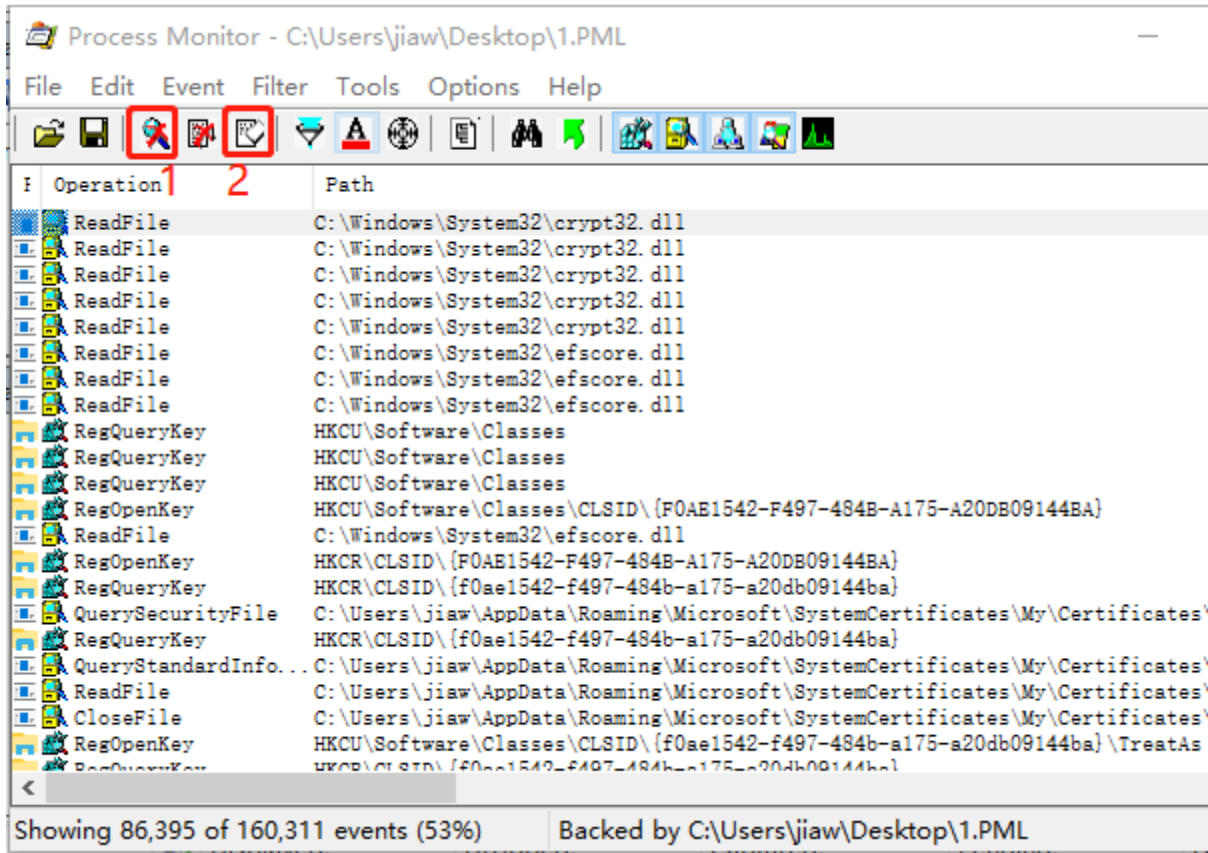 Process Monitor - C:\Users\jiaw\Desktop\1.PML
File Edit Event Filter Tools Options Help
1 2
Operation Path
ReadFile C:\Windows\System32\crypt32.dll
ReadFile C:\Windows\System32\crypt32.dll
ReadFile C:\Windows\System32\crypt32.dll
ReadFile C:\Windows\System32\crypt32.dll
ReadFile C:\Windows\System32\crypt32.dll
ReadFile C:\Windows\System32\efscore.dll
ReadFile C:\Windows\System32\efscore.dll
ReadFile C:\Windows\System32\efscore.dll
RegQueryKey HKCU\Software\Classes
RegQueryKey HKCU\Software\Classes
RegQueryKey HKCU\Software\Classes
RegOpenKey HKCU\Software\Classes\CLSID\{F0AE1542-F497-484B-A175-A20DB09144BA}
ReadFile C:\Windows\System32\efscore.dll
RegOpenKey HKCR\CLSID\{F0AE1542-F497-484B-A175-A20DB09144BA}
RegQueryKey HKCR\CLSID\{f0ae1542-f497-484b-a175-a20db09144ba}
QuerySecurityFile C:\Users\jiaw\AppData\Roaming\Microsoft\SystemCertificates\My\Certificates\
RegQueryKey HKCR\CLSID\{f0ae1542-f497-484b-a175-a20db09144ba}
QueryStandardInfo... C:\Users\jiaw\AppData\Roaming\Microsoft\SystemCertificates\My\Certificates\
ReadFile C:\Users\jiaw\AppData\Roaming\Microsoft\SystemCertificates\My\Certificates\
CloseFile C:\Users\jiaw\AppData\Roaming\Microsoft\SystemCertificates\My\Certificates\
RegOpenKey HKCU\Software\Classes\CLSID\{f0ae1542-f497-484b-a175-a20db09144ba}\TreatAs
RegQueryKey HKCR\CLSID\{f0ae1542-f497-484b-a175-a20db09144ba}
Showing 86,395 of 160,311 events (53%) Backed by C:\Users\jiaw\Desktop\1.PML